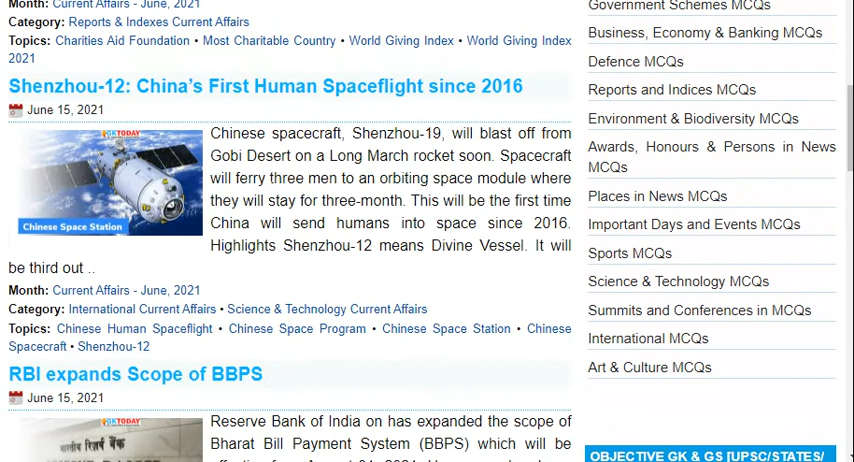 Month: Current Affairs - June, 2021
Category: Reports & Indexes Current Affairs
Topics: Charities Aid Foundation • Most Charitable Country • World Giving Index • World Giving Index
2021
Shenzhou-12: China's First Human Spaceflight since 2016
June 15, 2021
GKTODAY
Chinese Space Station
Chinese spacecraft, Shenzhou-19, will blast off from
Gobi Desert on a Long March rocket soon. Spacecraft
will ferry three men to an orbiting space module where
they will stay for three-month. This will be the first time
China will send humans into space since 2016.
Highlights Shenzhou-12 means Divine Vessel. It will
be third out ..
Month: Current Affairs - June, 2021
Category: International Current Affairs • Science & Technology Current Affairs
Topics: Chinese Human Spaceflight • Chinese Space Program • Chinese Space Station • Chinese
Spacecraft • Shenzhou-12
RBI expands Scope of BBPS
June 15, 2021
GKTODAY
भारतीय रिज़र्व बैंक
Reserve Bank of India on has expanded the scope of
Bharat Bill Payment System (BBPS) which will be
Government Schemes MCQs
Business, Economy & Banking MCQs
Defence MCQs
Reports and Indices MCQs
Environment & Biodiversity MCQs
Awards, Honours & Persons in News
MCQs
Places in News MCQs
Important Days and Events MCQs
Sports MCQs
Science & Technology MCQs
Summits and Conferences in MCQs
International MCQs
Art & Culture MCQs
OBJECTIVE GK & GS [UPSC/STATES/